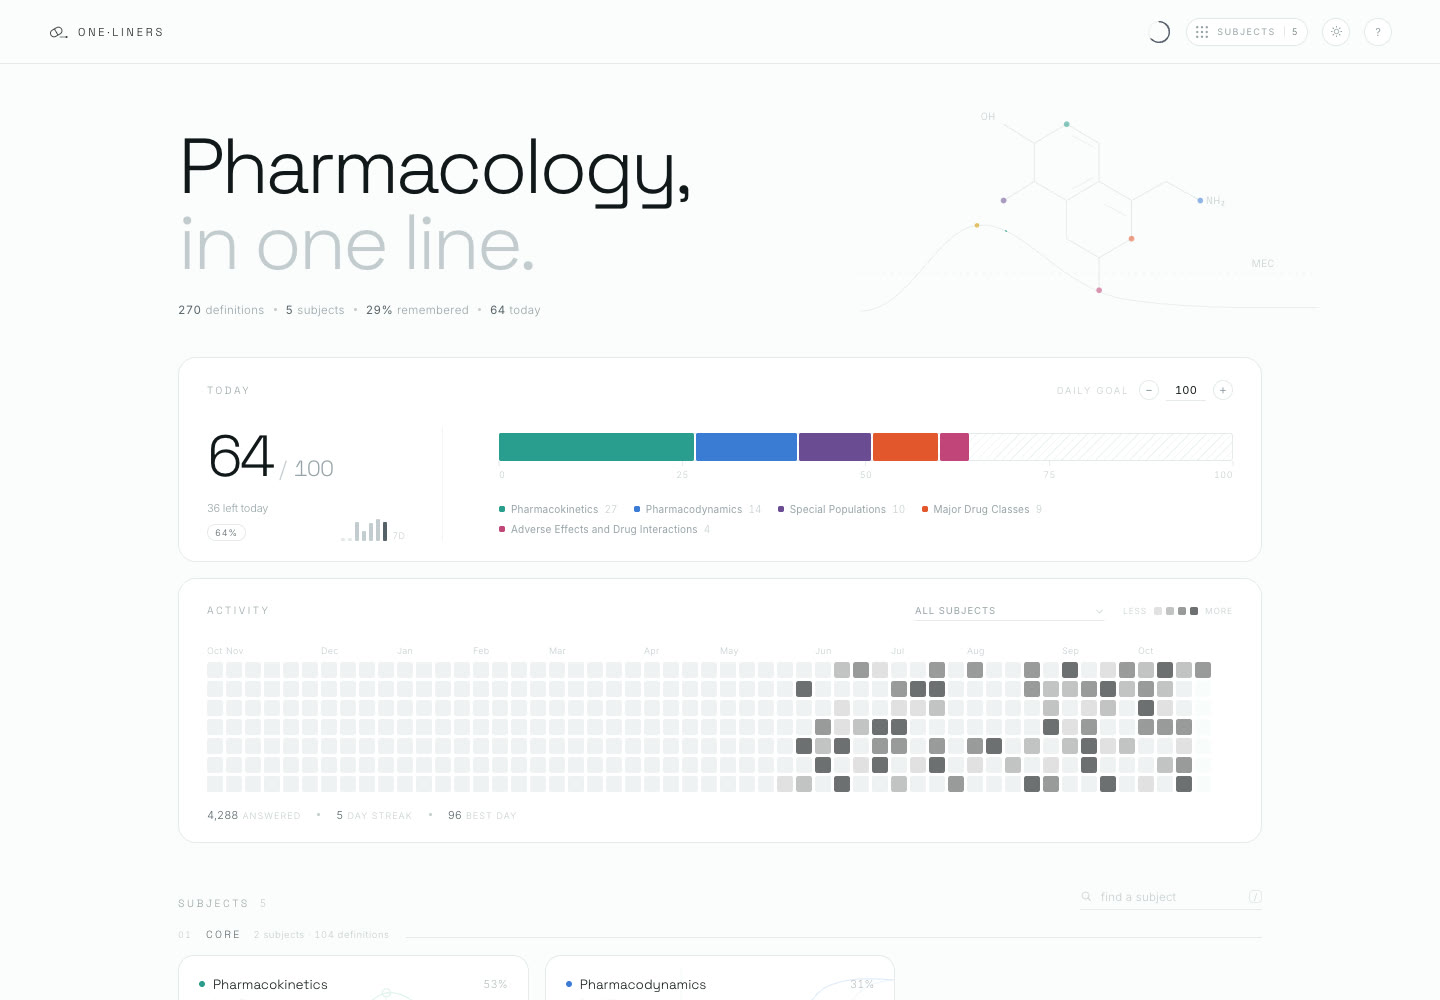 ONE·LINERS
SUBJECTS 5
?
OH
Pharmacology,
in one line.
NH₂
MEC
270 definitions • 5 subjects • 29% remembered • 64 today
TODAY
DAILY GOAL − 100 +
64 / 100
0 25 50 75 100
36 left today
64%
7D
Pharmacokinetics 27 Pharmacodynamics 14 Special Populations 10 Major Drug Classes 9
Adverse Effects and Drug Interactions 4
ACTIVITY
ALL SUBJECTS
LESS MORE
Oct Nov Dec Jan Feb Mar Apr May Jun Jul Aug Sep Oct
4,288 ANSWERED • 5 DAY STREAK • 96 BEST DAY
SUBJECTS 5
find a subject /
01 CORE 2 subjects · 104 definitions
Pharmacokinetics 53%
Pharmacodynamics 31%